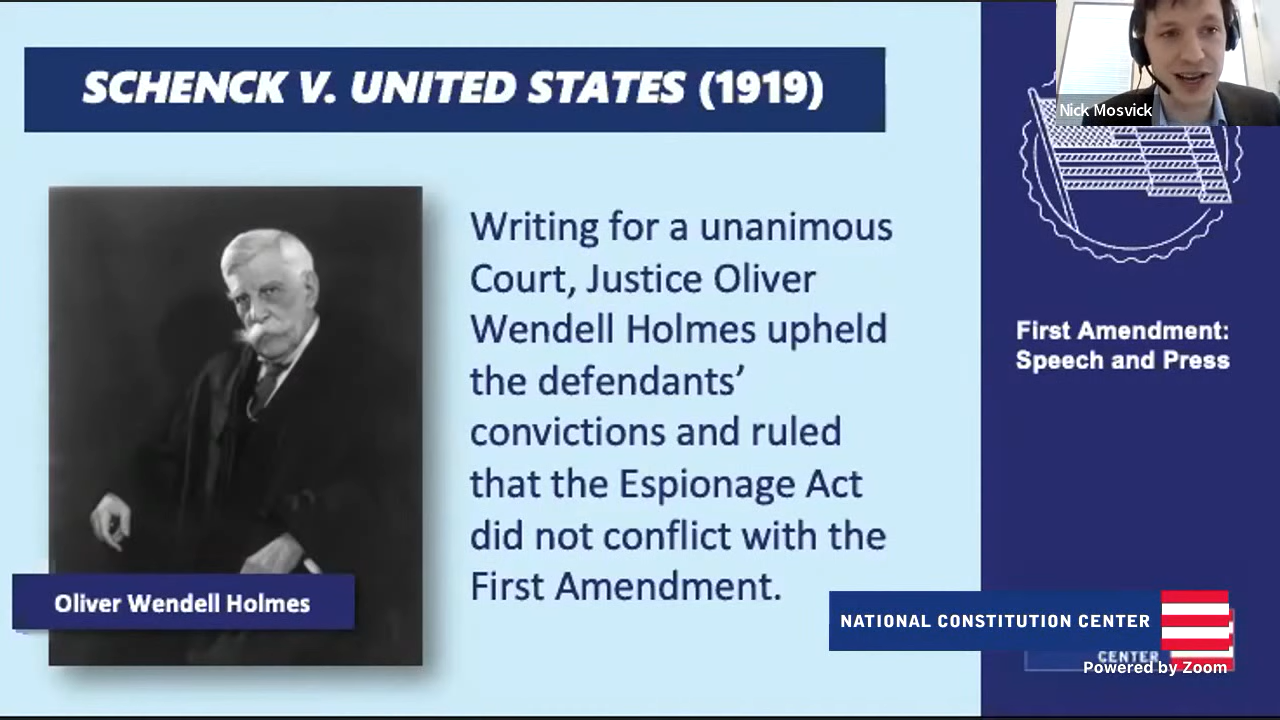 SCHENCK V. UNITED STATES (1919)
Nick Mosvick
Writing for a unanimous
Court, Justice Oliver
Wendell Holmes upheld
the defendants’
convictions and ruled
that the Espionage Act
did not conflict with the
First Amendment.
Oliver Wendell Holmes
First Amendment:
Speech and Press
NATIONAL CONSTITUTION CENTER
CENTER
Powered by Zoom